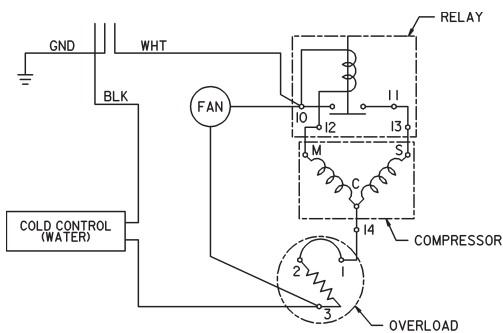 RELAY
GND
WHT
BLK
FAN
10
11
12
13
M
S
C
COLD CONTROL
(WATER)
14
COMPRESSOR
2
1
3
OVERLOAD